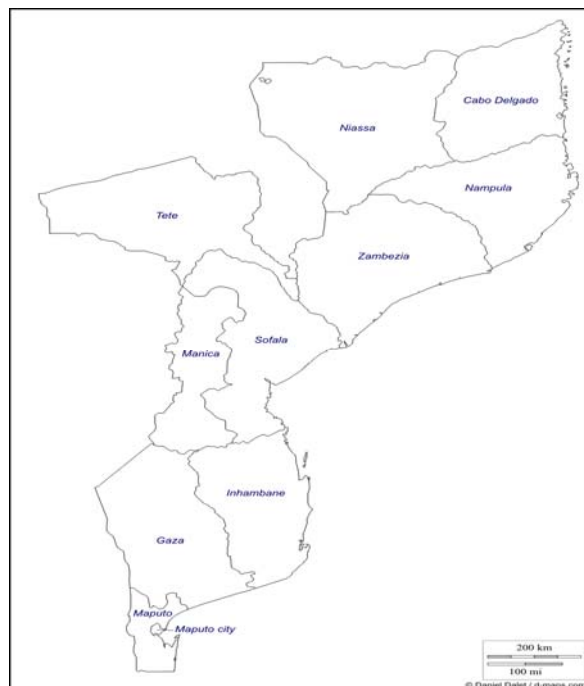 Cabo Delgado
Niassa
Nampula
Tete
Zambezia
Sofala
Manica
Inhambane
Gaza
Maputo
Maputo city
200 km
100 mi
© Daniel Dalet / d-maps.com